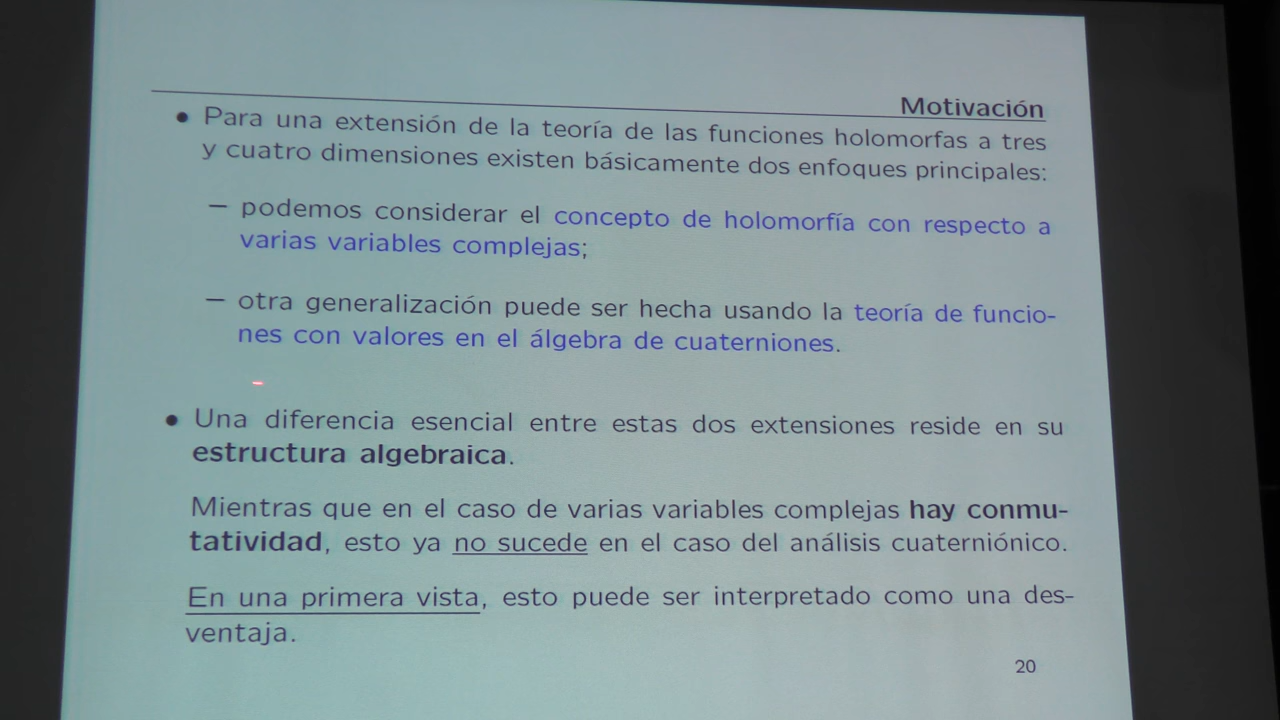 Motivación
• Para una extensión de la teoría de las funciones holomorfas a tres
y cuatro dimensiones existen básicamente dos enfoques principales:
– podemos considerar el concepto de holomorfía con respecto a
varias variables complejas;
– otra generalización puede ser hecha usando la teoría de funcio-
nes con valores en el álgebra de cuaterniones.
• Una diferencia esencial entre estas dos extensiones reside en su
estructura algebraica.
Mientras que en el caso de varias variables complejas hay conmu-
tatividad, esto ya no sucede en el caso del análisis cuaterniónico.
En una primera vista, esto puede ser interpretado como una des-
ventaja.
20